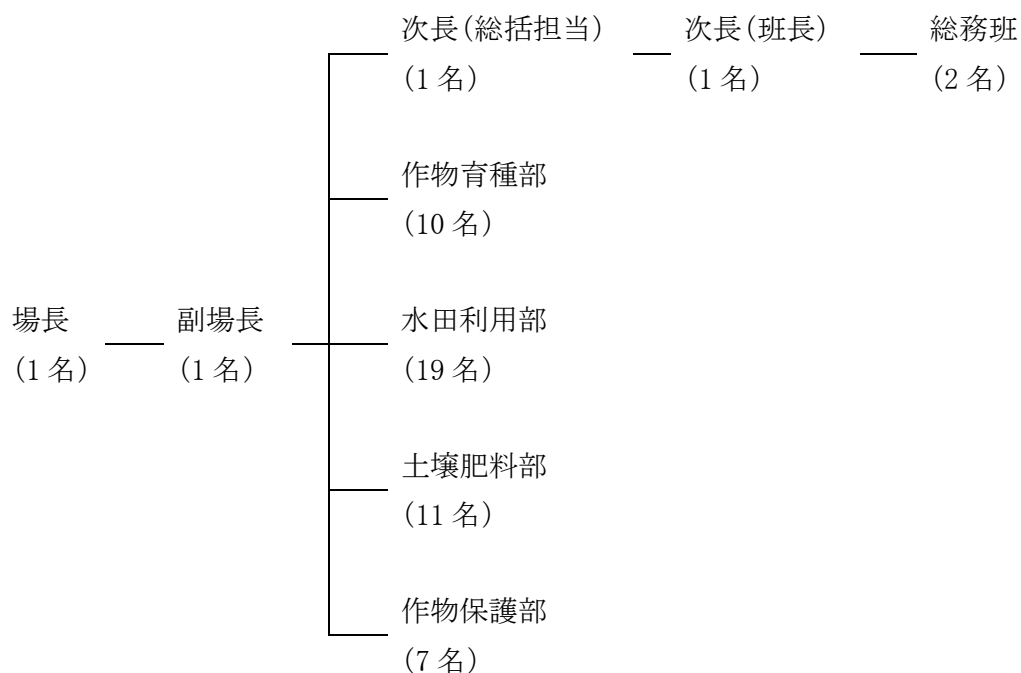 次長(総括担当) 次長(班長) 総務班
(1名) (1名) (2名)
作物育種部
(10名)
場長 副場長 水田利用部
(1名) (1名) (19名)
土壌肥料部
(11名)
作物保護部
(7名)